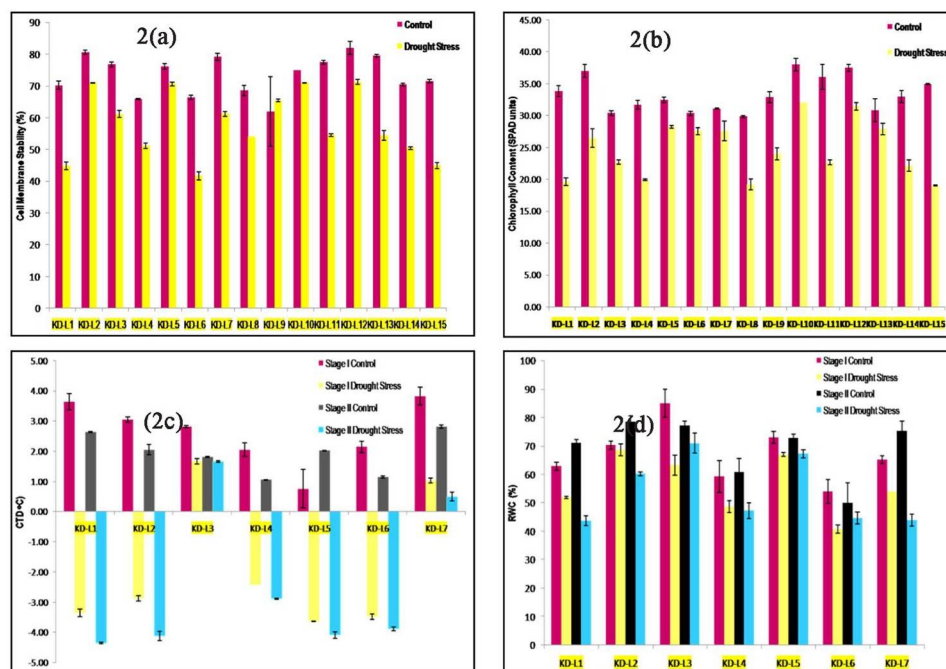 2(a)
Control
Drought Stress
Cell Membrane Stability (%)
90
80
70
60
50
40
30
20
10
0
KD-L1 KD-L2 KD-L3 KD-L4 KD-L5 KD-L6 KD-L7 KD-L8 KD-L9 KD-L10 KD-L11 KD-L12 KD-L13 KD-L14 KD-L15
2(b)
Control
Drought Stress
Chlorophyll Content (SPAD units)
45.00
40.00
35.00
30.00
25.00
20.00
15.00
10.00
5.00
0.00
KD-L1 KD-L2 KD-L3 KD-L4 KD-L5 KD-L6 KD-L7 KD-L8 KD-L9 KD-L10 KD-L11 KD-L12 KD-L13 KD-L14 KD-L15
(2c)
Stage I Control
Stage I Drought Stress
Stage II Control
Stage II Drought Stress
CTD °C
5.00
4.00
3.00
2.00
1.00
0.00
-1.00
-2.00
-3.00
-4.00
-5.00
KD-L1 KD-L2 KD-L3 KD-L4 KD-L5 KD-L6 KD-L7
2(d)
Stage I Control
Stage I Drought Stress
Stage II Control
Stage II Drought Stress
RWC (%)
100
90
80
70
60
50
40
30
20
10
0
KD-L1 KD-L2 KD-L3 KD-L4 KD-L5 KD-L6 KD-L7